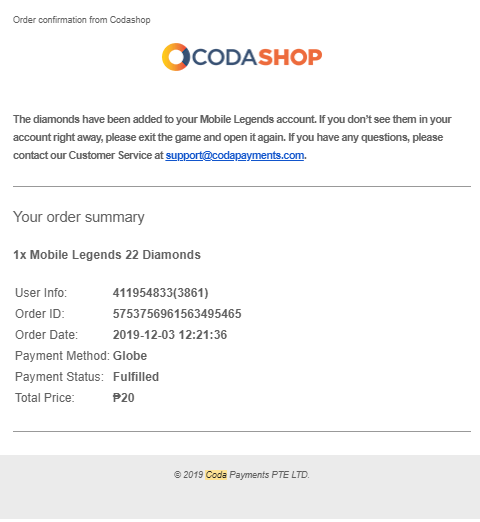 Order confirmation from Codashop
CODASHOP
The diamonds have been added to your Mobile Legends account. If you don't see them in your
account right away, please exit the game and open it again. If you have any questions, please
contact our Customer Service at support@codapayments.com.
Your order summary
1x Mobile Legends 22 Diamonds
User Info: 411954833(3861)
Order ID: 5753756961563495465
Order Date: 2019-12-03 12:21:36
Payment Method: Globe
Payment Status: Fulfilled
Total Price: ₱20
© 2019 Coda Payments PTE LTD.